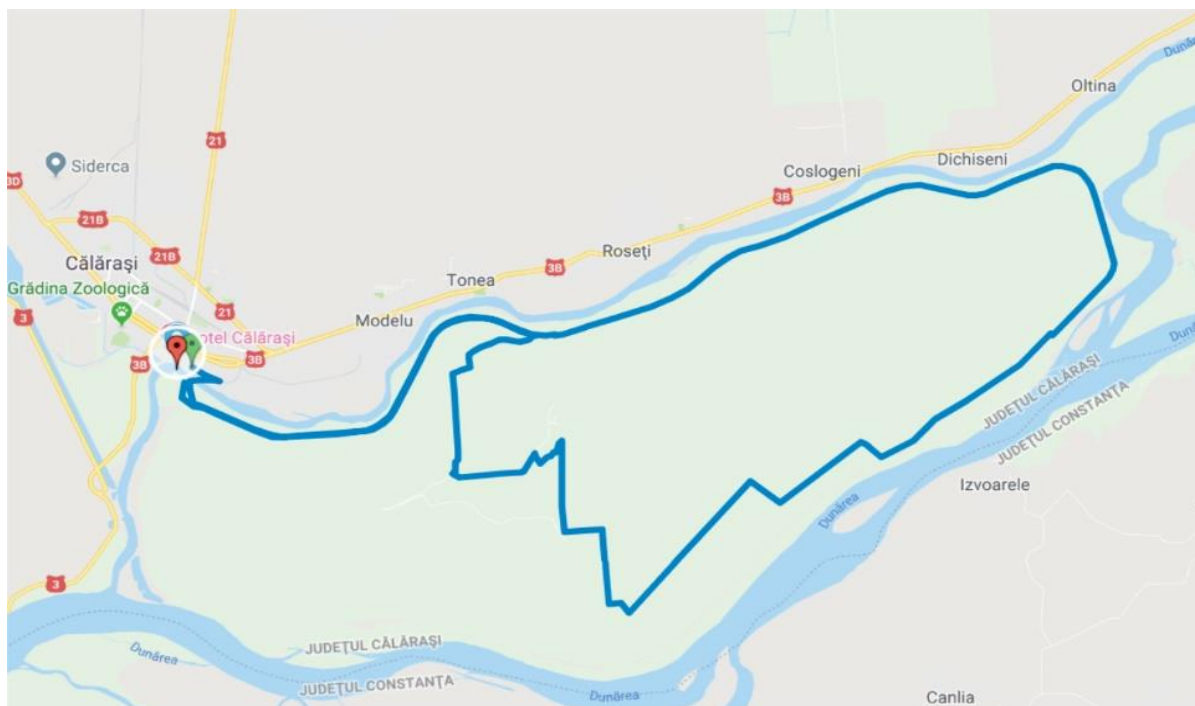 Dunăr
Oltina
21
Dichiseni
Siderca
Coslogeni
3D
3B
21B
Roseți
21B
3B
Călărași
Tonea
Grădina Zoologică
21
Modelu
3
otel Călărași
3B
3B
JUDEȚUL CĂLĂRAȘI
JUDEȚUL CONSTANȚA
Izvoarele
Dunărea
3
JUDEȚUL CĂLĂRAȘI
Dunărea
JUDEȚUL CONSTANȚA
Dunărea
Canlia